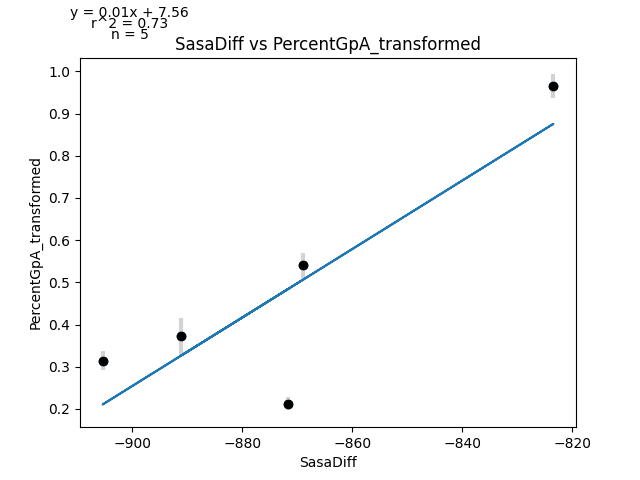 y = 0.01x + 7.56
r^2 = 0.73
n = 5
SasaDiff vs PercentGpA_transformed
1.0
0.9
0.8
0.7
0.6
0.5
0.4
0.3
0.2
PercentGpA_transformed
−900
−880
−860
−840
−820
SasaDiff